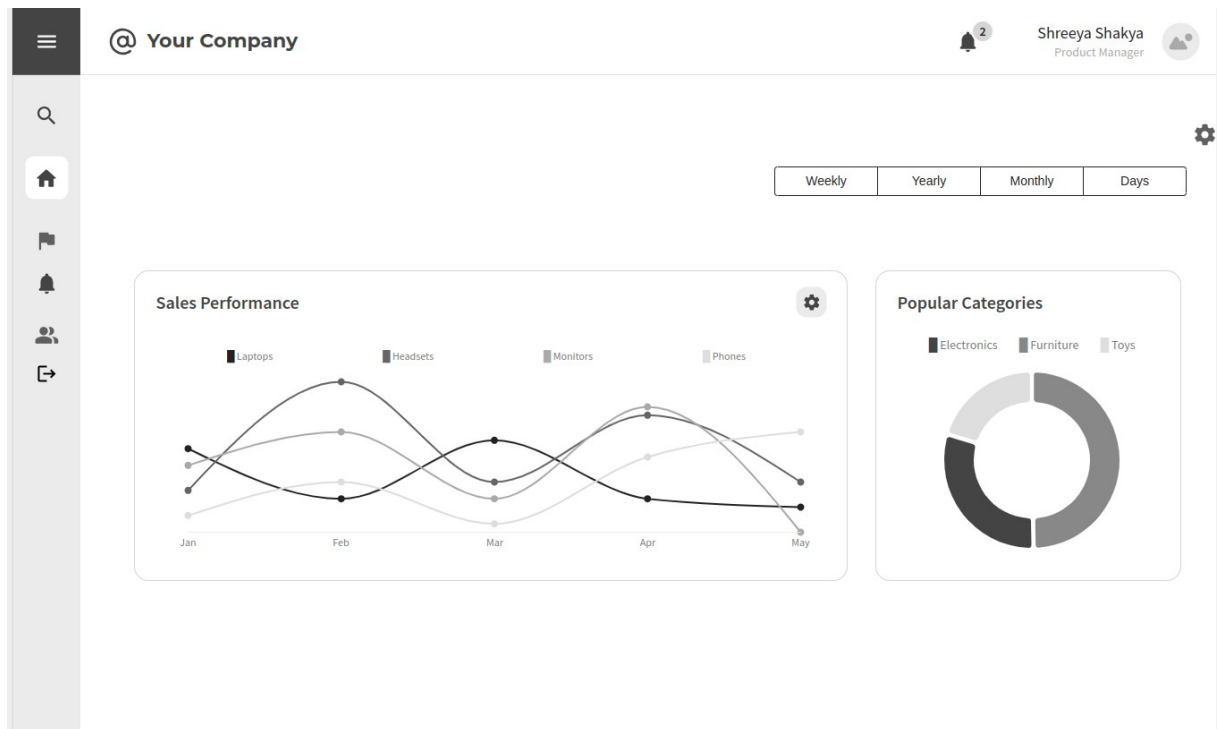 @ Your Company
2
Shreeya Shakya
Product Manager
Weekly Yearly Monthly Days
Sales Performance
Laptops Headsets Monitors Phones
Jan Feb Mar Apr May
Popular Categories
Electronics Furniture Toys